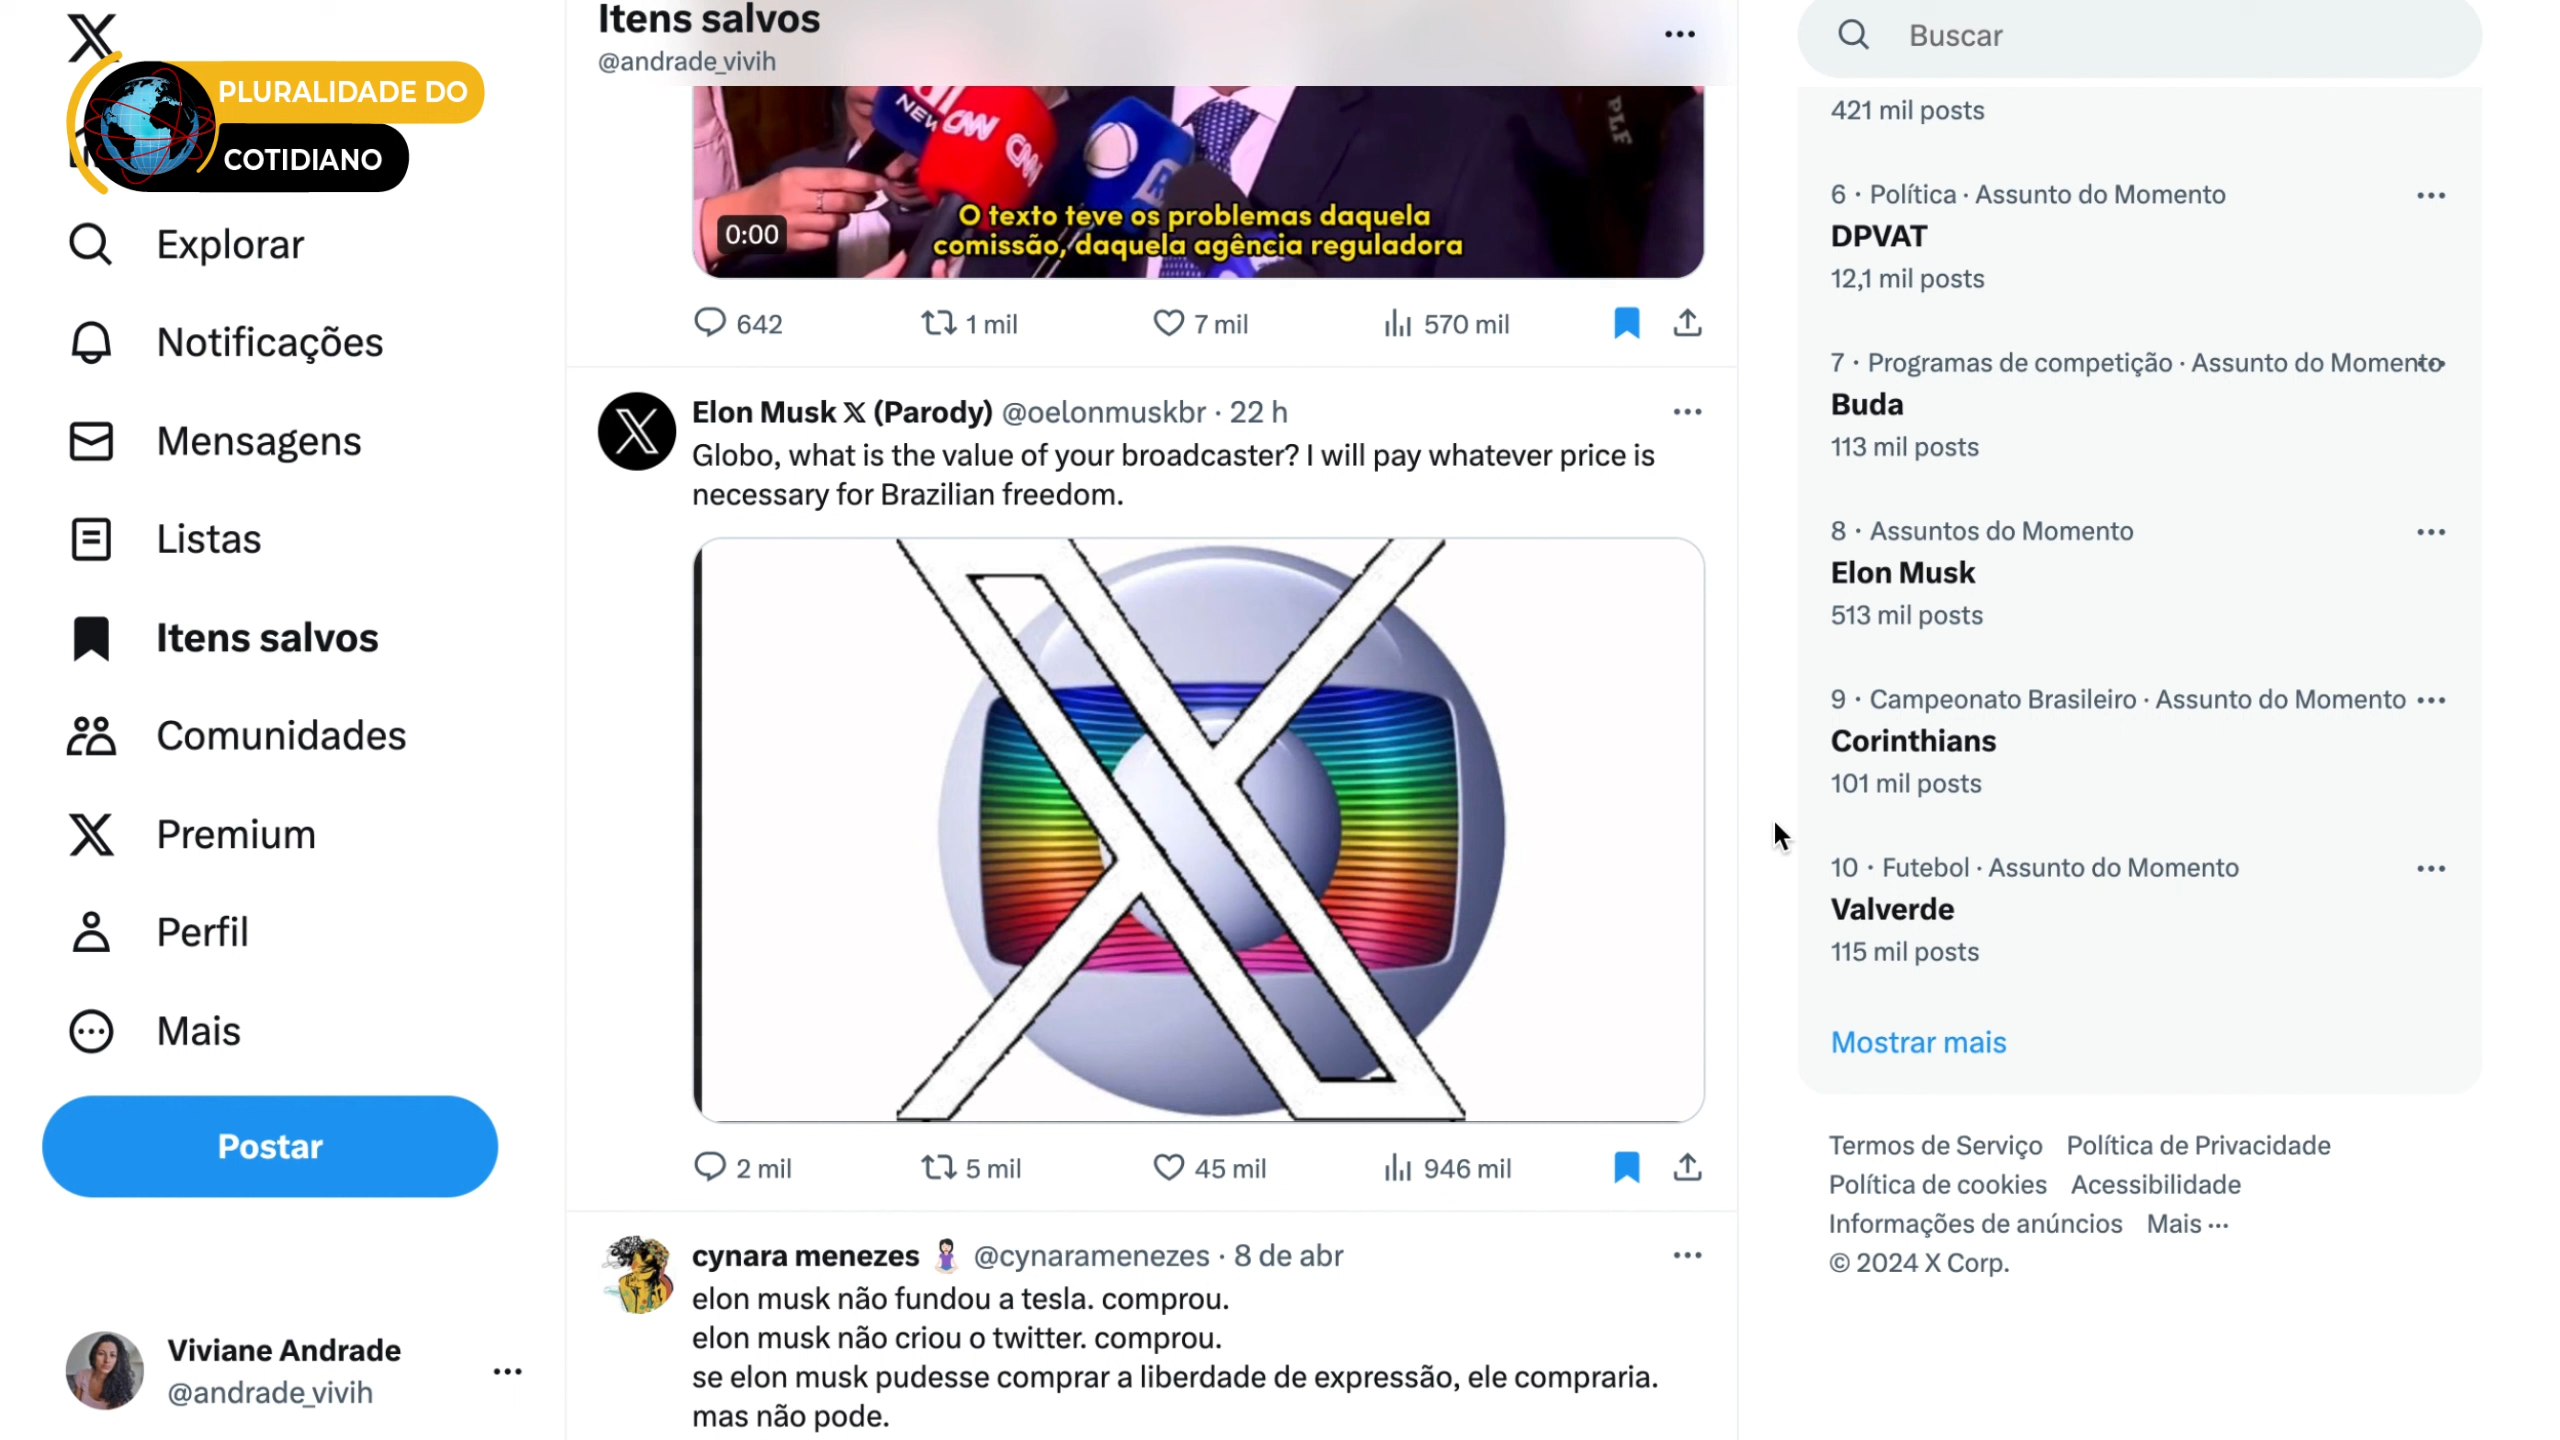 PLURALIDADE DO
COTIDIANO
Explorar
Notificações
Mensagens
Listas
Itens salvos
Comunidades
Premium
Perfil
Mais
Postar
Viviane Andrade
@andrade_vivih
Itens salvos
@andrade_vivih
NEWS
CNN
CNN
O texto teve os problemas daquela
comissão, daquela agência reguladora
0:00
642
1 mil
7 mil
570 mil
Elon Musk 𝕏 (Parody) @oelonmuskbr · 22 h
Globo, what is the value of your broadcaster? I will pay whatever price is
necessary for Brazilian freedom.
2 mil
5 mil
45 mil
946 mil
cynara menezes @cynaramenezes · 8 de abr
elon musk não fundou a tesla. comprou.
elon musk não criou o twitter. comprou.
se elon musk pudesse comprar a liberdade de expressão, ele compraria.
mas não pode.
Buscar
421 mil posts
6 · Política · Assunto do Momento
DPVAT
12,1 mil posts
7 · Programas de competição · Assunto do Momento
Buda
113 mil posts
8 · Assuntos do Momento
Elon Musk
513 mil posts
9 · Campeonato Brasileiro · Assunto do Momento
Corinthians
101 mil posts
10 · Futebol · Assunto do Momento
Valverde
115 mil posts
Mostrar mais
Termos de Serviço Política de Privacidade
Política de cookies Acessibilidade
Informações de anúncios Mais ···
© 2024 X Corp.